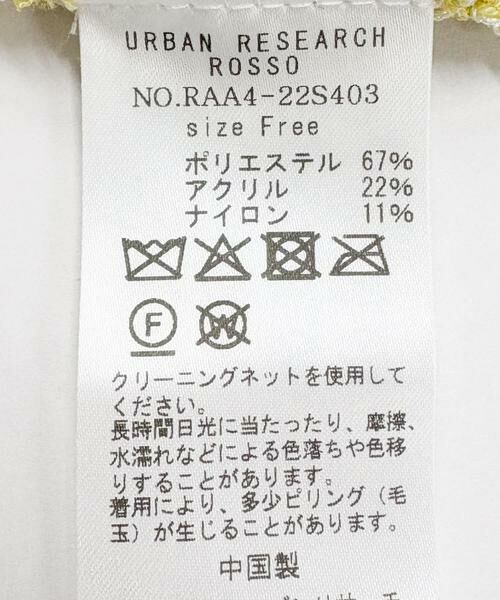 URBAN RESEARCH
ROSSO
NO.RAA4-22S403
size Free
ポリエステル 67%
アクリル 22%
ナイロン 11%
F W
クリーニングネットを使用して
ください。
長時間日光に当たったり、摩擦、
水濡れなどによる色落ちや色移
りすることがあります。
着用により、多少ピリング（毛
玉）が生じることがあります。
中国製